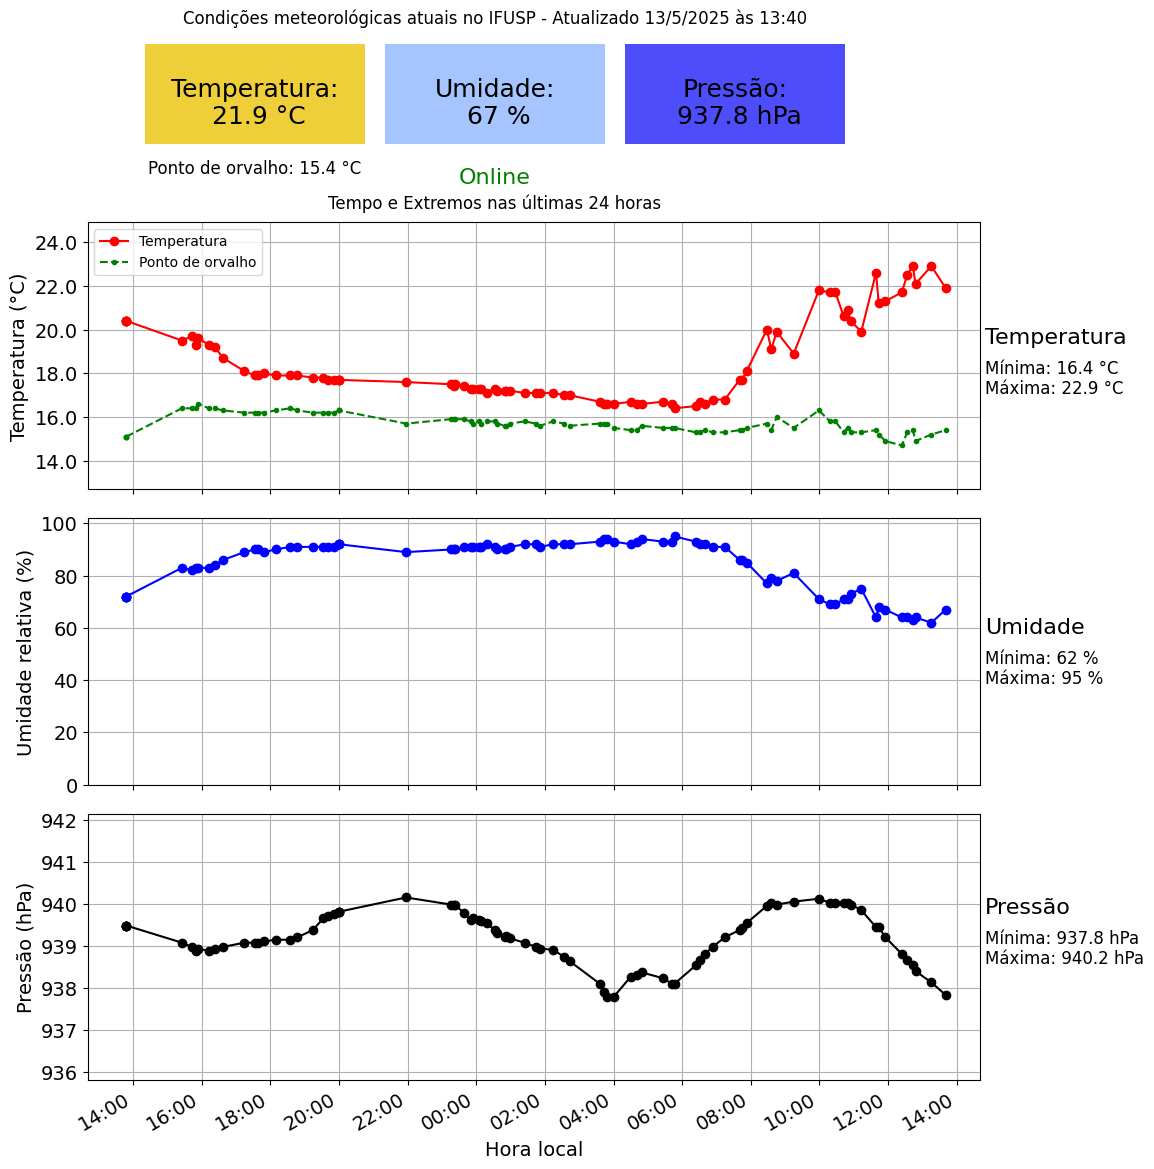 Condições meteorológicas atuais no IFUSP - Atualizado 13/5/2025 às 13:40
Temperatura:
21.9 °C
Umidade:
67 %
Pressão:
937.8 hPa
Ponto de orvalho: 15.4 °C
Online
Tempo e Extremos nas últimas 24 horas
Temperatura (°C)
24.0
22.0
20.0
18.0
16.0
14.0
Temperatura
Ponto de orvalho
Temperatura
Mínima: 16.4 °C
Máxima: 22.9 °C
Umidade relativa (%)
100
80
60
40
20
0
Umidade
Mínima: 62 %
Máxima: 95 %
Pressão (hPa)
942
941
940
939
938
937
936
Pressão
Mínima: 937.8 hPa
Máxima: 940.2 hPa
14:00
16:00
18:00
20:00
22:00
00:00
02:00
04:00
06:00
08:00
10:00
12:00
14:00
Hora local